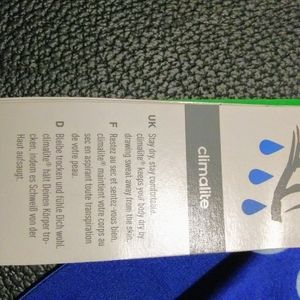 climalite
UK Stay dry, stay comfortable.
climalite® keeps your body dry by
drawing sweat away from the skin.
F Restez au sec et sentez-vous bien.
climalite® maintient votre corps au
sec en aspirant toute transpiration
de votre peau.
D Bleibe trocken und fühle Dich wohl.
climalite® hält Deinen Körper tro-
cken, indem es Schweiß von der
Haut aufsaugt.